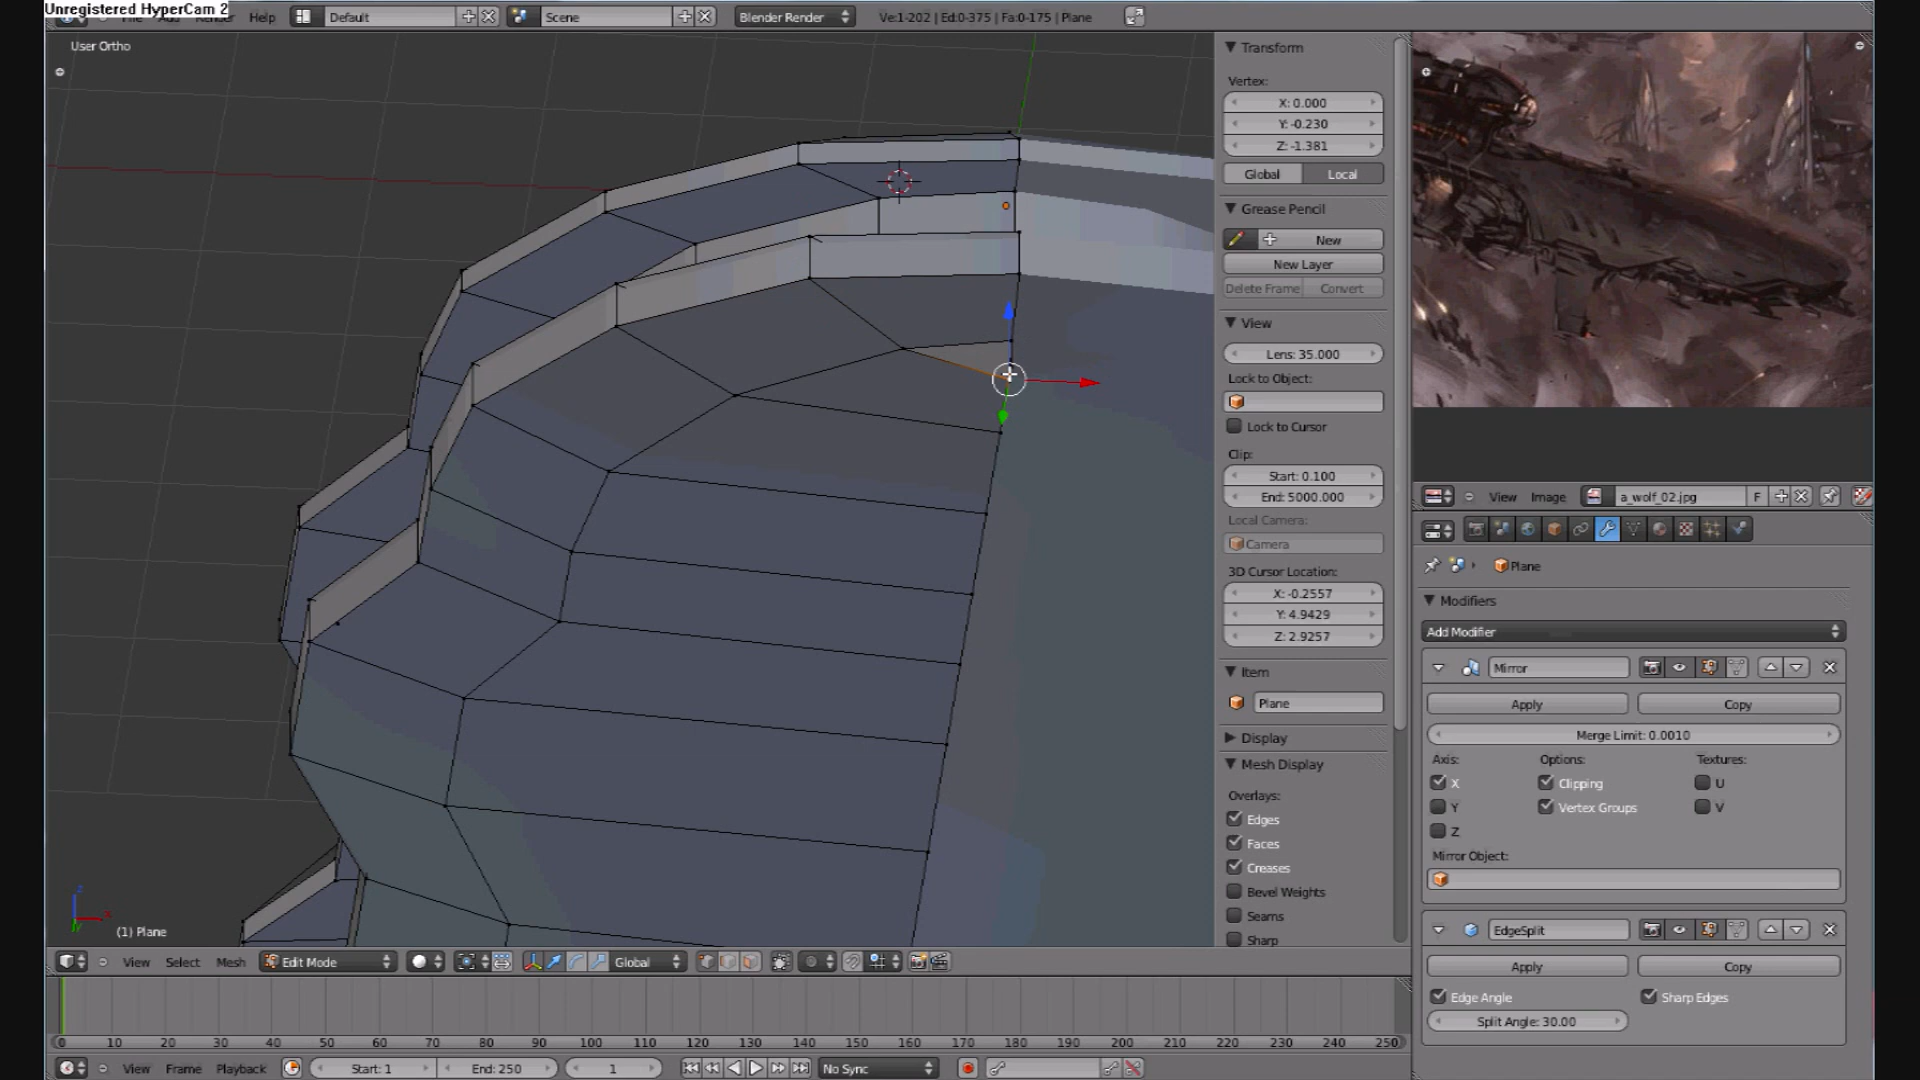 Unregistered HyperCam 2
File Add Render Help
Default
Scene
Blender Render
Ve:1-202 | Ed:0-375 | Fa:0-175 | Plane
User Ortho
Transform
Vertex:
X: 0.000
Y: -0.230
Z: -1.381
Global Local
Grease Pencil
New
New Layer
Delete Frame Convert
View
Lens: 35.000
Lock to Object:
Lock to Cursor
Clip:
Start: 0.100
End: 5000.000
Local Camera:
Camera
3D Cursor Location:
X: -0.2557
Y: 4.9429
Z: 2.9257
Item
Plane
Display
Mesh Display
Overlays:
Edges
Faces
Creases
Bevel Weights
Seams
Sharp
View Image a_wolf_02.jpg F
Plane
Modifiers
Add Modifier
Mirror
Apply Copy
Merge Limit: 0.0010
Axis: Options: Textures:
X Clipping U
Y Vertex Groups V
Z
Mirror Object:
EdgeSplit
Apply Copy
Edge Angle Sharp Edges
Split Angle: 30.00
z
x
y
(1) Plane
View Select Mesh Edit Mode Global
0 10 20 30 40 50 60 70 80 90 100 110 120 130 140 150 160 170 180 190 200 210 220 230 240 250
View Frame Playback Start: 1 End: 250 1 No Sync